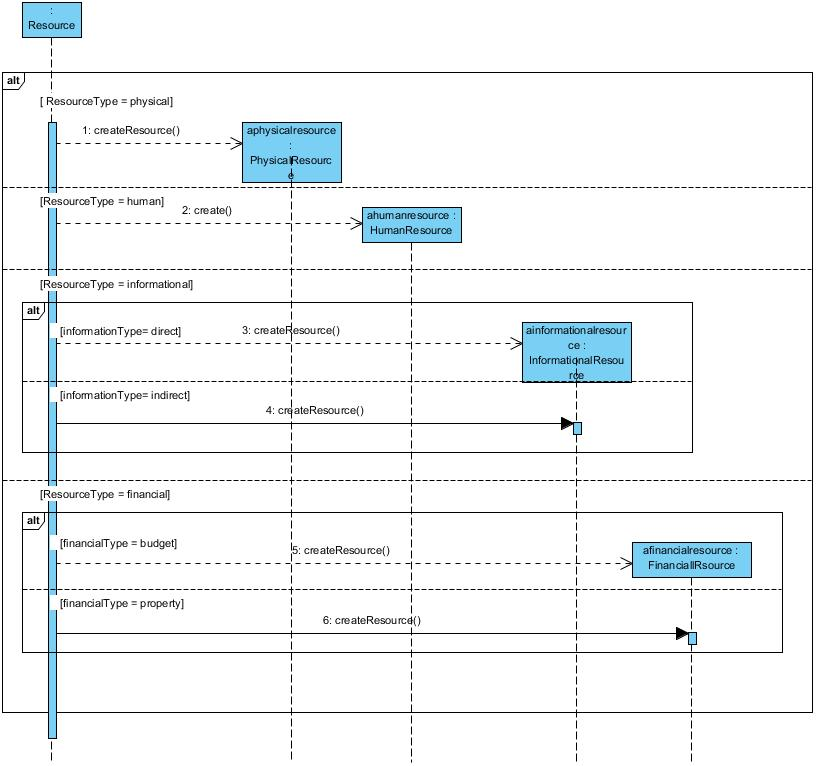 :
Resource
alt
[ ResourceType = physical]
1: createResource()
aphysicalresource
:
PhysicalResourc
e
[ResourceType = human]
2: create()
ahumanresource :
HumanResource
[ResourceType = informational]
alt
[informationType= direct]
3: createResource()
ainformationalresour
ce :
InformationalResou
rce
[informationType= indirect]
4: createResource()
[ResourceType = financial]
alt
[financialType = budget]
5: createResource()
afinancialresource :
FinanciallRsource
[financialType = property]
6: createResource()